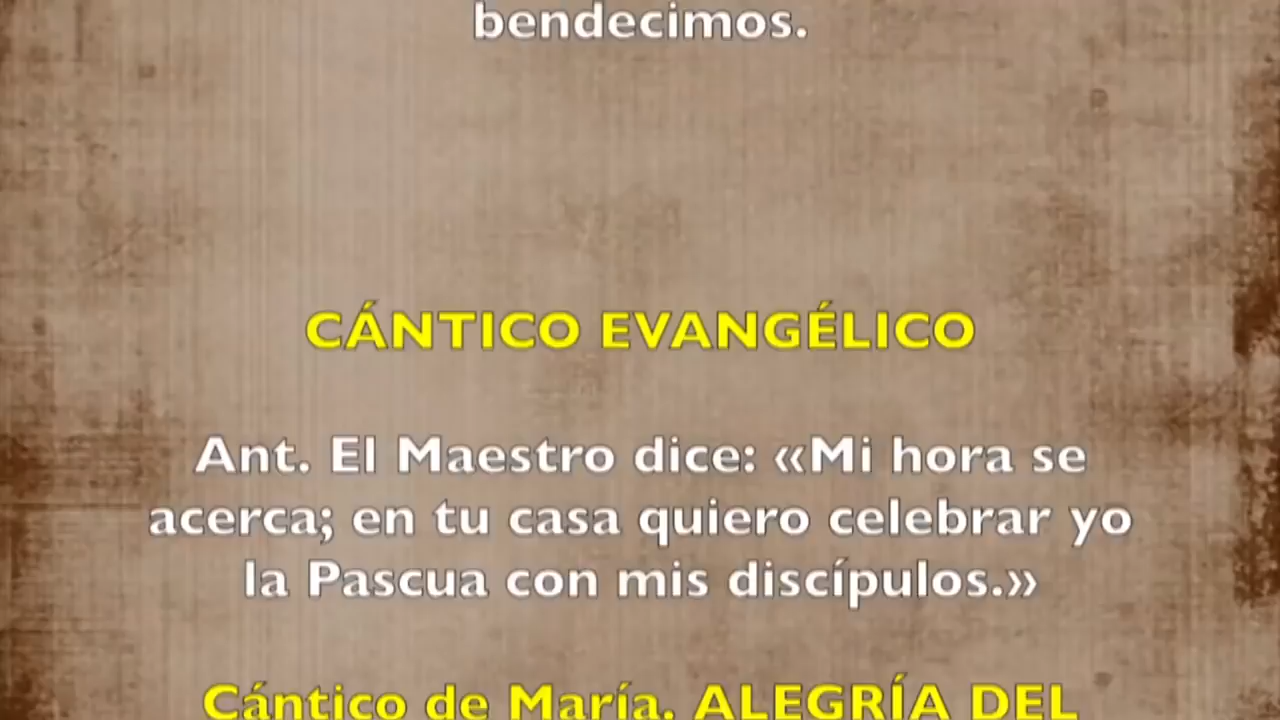 bendecimos.
CÁNTICO EVANGÉLICO
Ant. El Maestro dice: «Mi hora se
acerca; en tu casa quiero celebrar yo
la Pascua con mis discípulos.»
Cántico de María. ALEGRÍA DEL